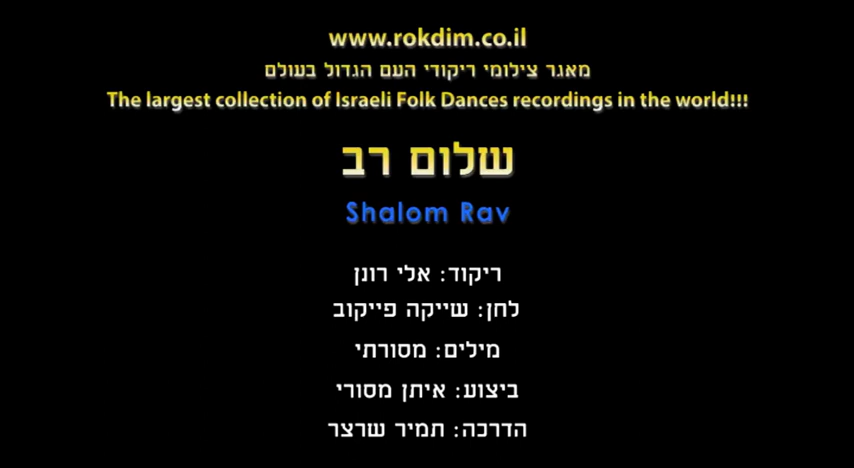 www.rokdim.co.il
מאגר צילומי ריקודי העם הגדול בעולם
The largest collection of Israeli Folk Dances recordings in the world!!!
שלום רב
Shalom Rav
ריקוד: אלי רונן
לחן: שייקה פייקוב
מילים: מסורתי
ביצוע: איתן מסורי
הדרכה: תמיר שרצר